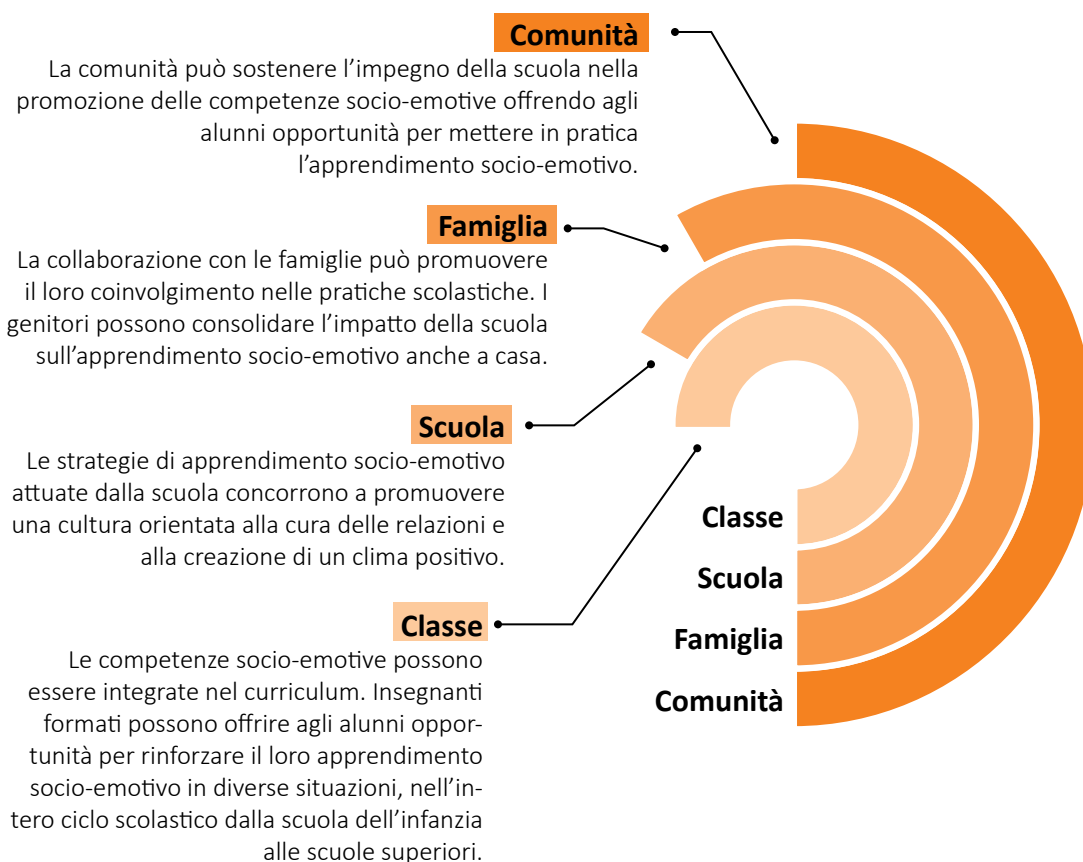 Comunità
La comunità può sostenere l’impegno della scuola nella
promozione delle competenze socio-emotive offrendo agli
alunni opportunità per mettere in pratica
l’apprendimento socio-emotivo.
Famiglia
La collaborazione con le famiglie può promuovere
il loro coinvolgimento nelle pratiche scolastiche. I
genitori possono consolidare l’impatto della scuola
sull’apprendimento socio-emotivo anche a casa.
Scuola
Le strategie di apprendimento socio-emotivo
attuate dalla scuola concorrono a promuovere
una cultura orientata alla cura delle relazioni e
alla creazione di un clima positivo.
Classe
Le competenze socio-emotive possono
essere integrate nel curriculum. Insegnanti
formati possono offrire agli alunni oppor-
tunità per rinforzare il loro apprendimento
socio-emotivo in diverse situazioni, nell’in-
tero ciclo scolastico dalla scuola dell’infanzia
alle scuole superiori.
Classe
Scuola
Famiglia
Comunità